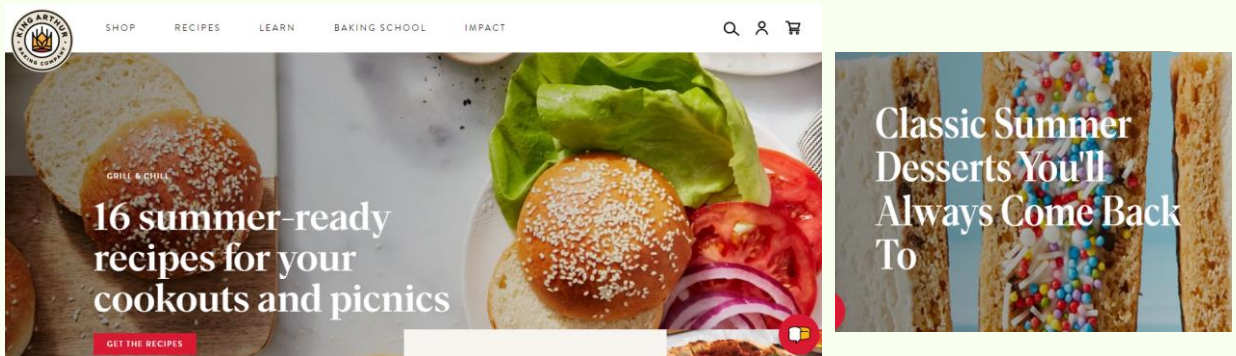 KING ARTHUR
BAKING COMPANY
SHOP RECIPES LEARN BAKING SCHOOL IMPACT
GRILL & CHILL
16 summer-ready
recipes for your
cookouts and picnics
GET THE RECIPES
Classic Summer
Desserts You'll
Always Come Back
To